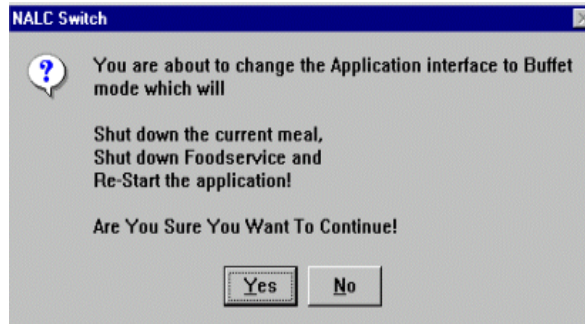 NALC Switch
You are about to change the Application interface to Buffet
mode which will
Shut down the current meal,
Shut down Foodservice and
Re-Start the application!
Are You Sure You Want To Continue!
Yes No